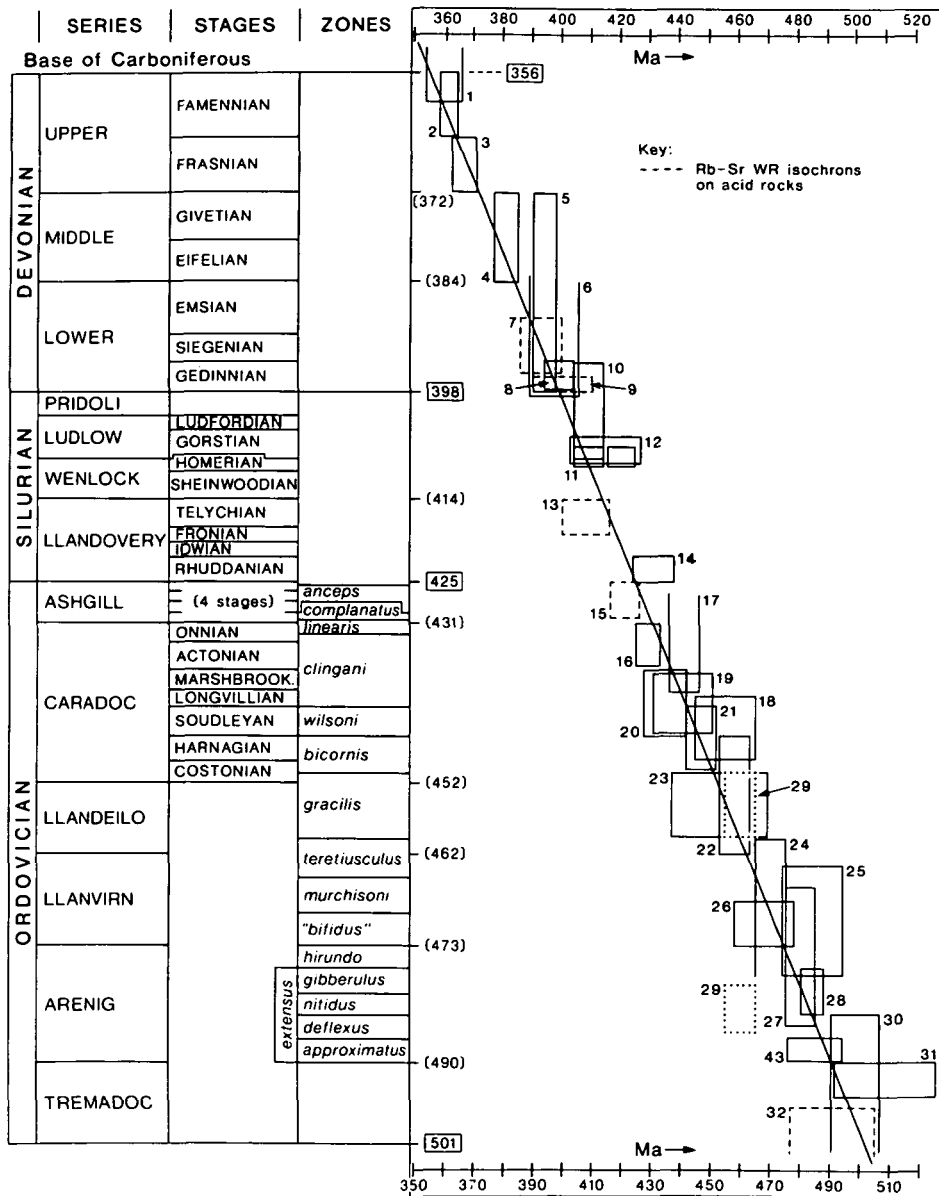 SERIES STAGES ZONES
360 380 400 420 440 460 480 500 520
Base of Carboniferous
Ma →
356
DEVONIAN
UPPER
FAMENNIAN
FRASNIAN
1
2
3
Key:
---- Rb-Sr WR isochrons
on acid rocks
(372)
MIDDLE
GIVETIAN
EIFELIAN
4
5
(384)
LOWER
EMSIAN
SIEGENIAN
GEDINNIAN
6
7
8
9
10
398
SILURIAN
PRIDOLI
LUDLOW
LUDFORDIAN
GORSTIAN
WENLOCK
HOMERIAN
SHEINWOODIAN
11
12
(414)
LLANDOVERY
TELYCHIAN
FRONIAN
IDWIAN
RHUDDANIAN
13
14
425
ORDOVICIAN
ASHGILL
(4 stages)
anceps
complanatus
15
(431)
CARADOC
ONNIAN
ACTONIAN
MARSHBROOK.
LONGVILLIAN
SOUDLEYAN
HARNAGIAN
COSTONIAN
linearis
clingani
wilsoni
bicornis
16
17
18
19
20
21
(452)
LLANDEILO
gracilis
22
23
29
(462)
LLANVIRN
teretiusculus
murchisoni
"bifidus"
24
25
26
(473)
ARENIG
extensus
hirundo
gibberulus
nitidus
deflexus
approximatus
27
28
29
30
43
(490)
TREMADOC
31
32
501
Ma →
350 370 390 410 430 450 470 490 510